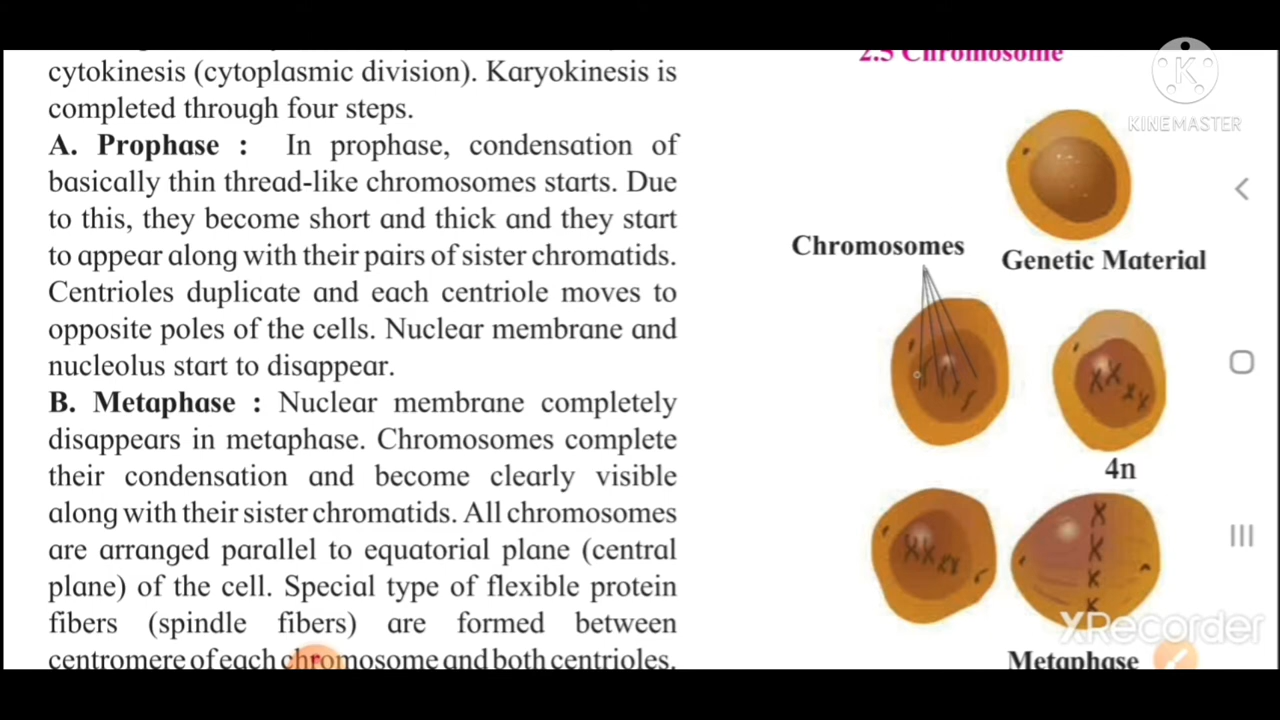 cytokinesis (cytoplasmic division). Karyokinesis is
completed through four steps.
A. Prophase : In prophase, condensation of
basically thin thread-like chromosomes starts. Due
to this, they become short and thick and they start
to appear along with their pairs of sister chromatids.
Centrioles duplicate and each centriole moves to
opposite poles of the cells. Nuclear membrane and
nucleolus start to disappear.
B. Metaphase : Nuclear membrane completely
disappears in metaphase. Chromosomes complete
their condensation and become clearly visible
along with their sister chromatids. All chromosomes
are arranged parallel to equatorial plane (central
plane) of the cell. Special type of flexible protein
fibers (spindle fibers) are formed between
centromere of each chromosome and both centrioles.
2.5 Chromosome
K
KINEMASTER
Chromosomes
Genetic Material
4n
XRecorder
Metaphase